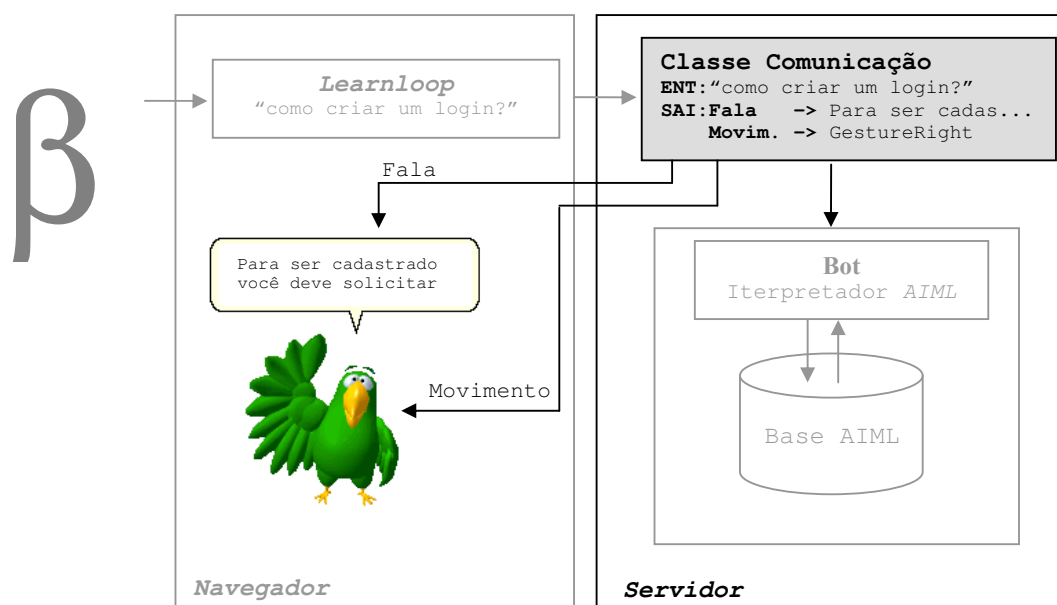 β
Learnloop
“como criar um login?”
Classe Comunicação
ENT:“como criar um login?”
SAI:Fala –> Para ser cadas...
Movim. –> GestureRight
Fala
Para ser cadastrado
você deve solicitar
Movimento
Bot
Iterpretador AIML
Base AIML
Navegador
Servidor